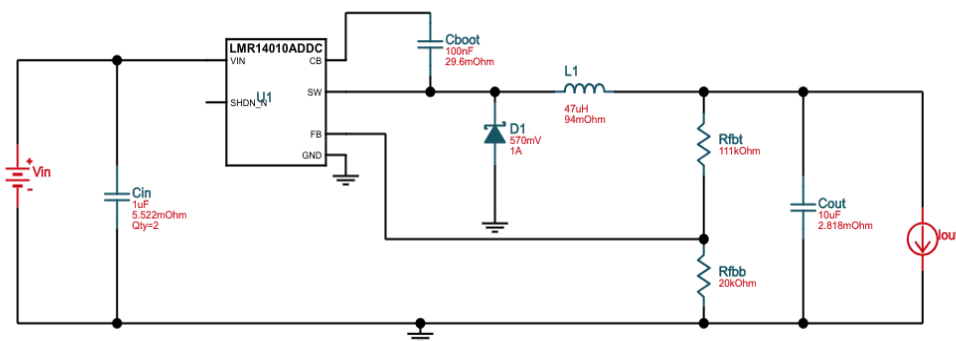 LMR14010ADDC
VIN
CB
SHDN_N
U1
SW
FB
GND
Cboot
100nF
29.6mOhm
L1
47uH
94mOhm
D1
570mV
1A
Rfbt
111kOhm
+
Vin
-
Cin
1uF
5.522mOhm
Qty=2
Cout
10uF
2.818mOhm
Iou
Rfbb
20kOhm